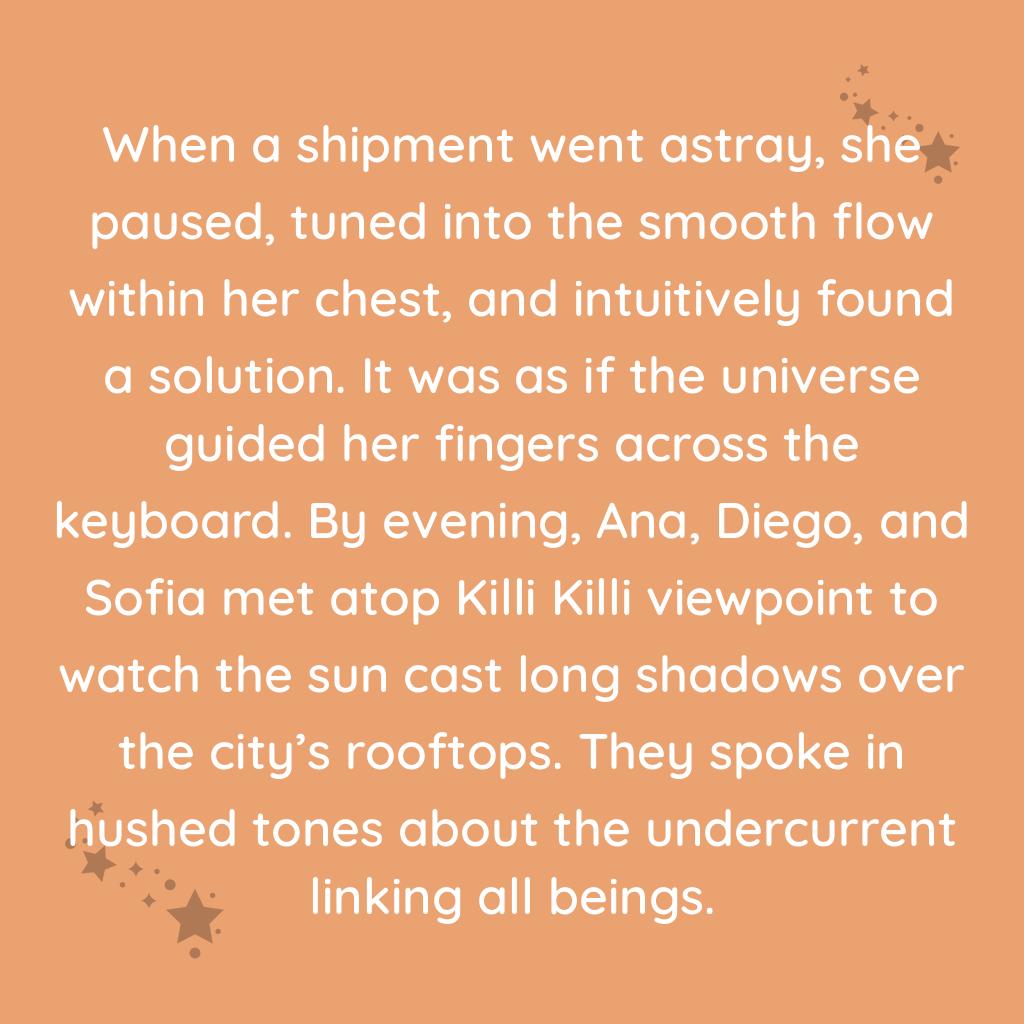 When a shipment went astray, she
paused, tuned into the smooth flow
within her chest, and intuitively found
a solution. It was as if the universe
guided her fingers across the
keyboard. By evening, Ana, Diego, and
Sofia met atop Killi Killi viewpoint to
watch the sun cast long shadows over
the city’s rooftops. They spoke in
hushed tones about the undercurrent
linking all beings.